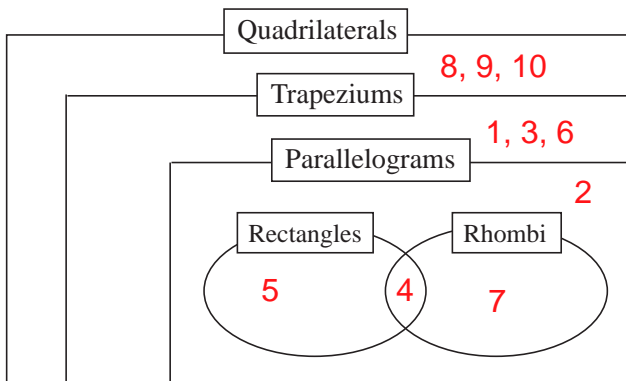 Quadrilaterals
8, 9, 10
Trapeziums
1, 3, 6
Parallelograms
2
Rectangles
Rhombi
5
4
7